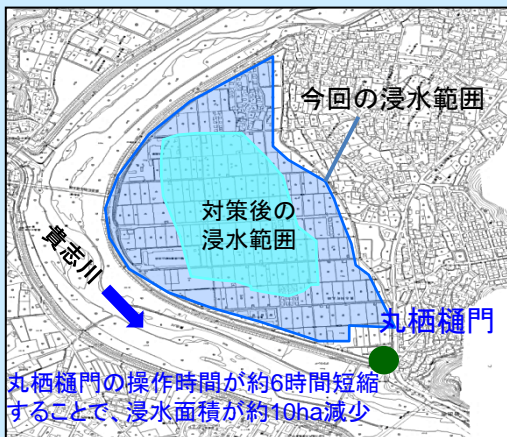 今回の浸水範囲
対策後の
浸水範囲
貴志川
丸栖樋門
丸栖樋門の操作時間が約6時間短縮
することで、浸水面積が約10ha減少